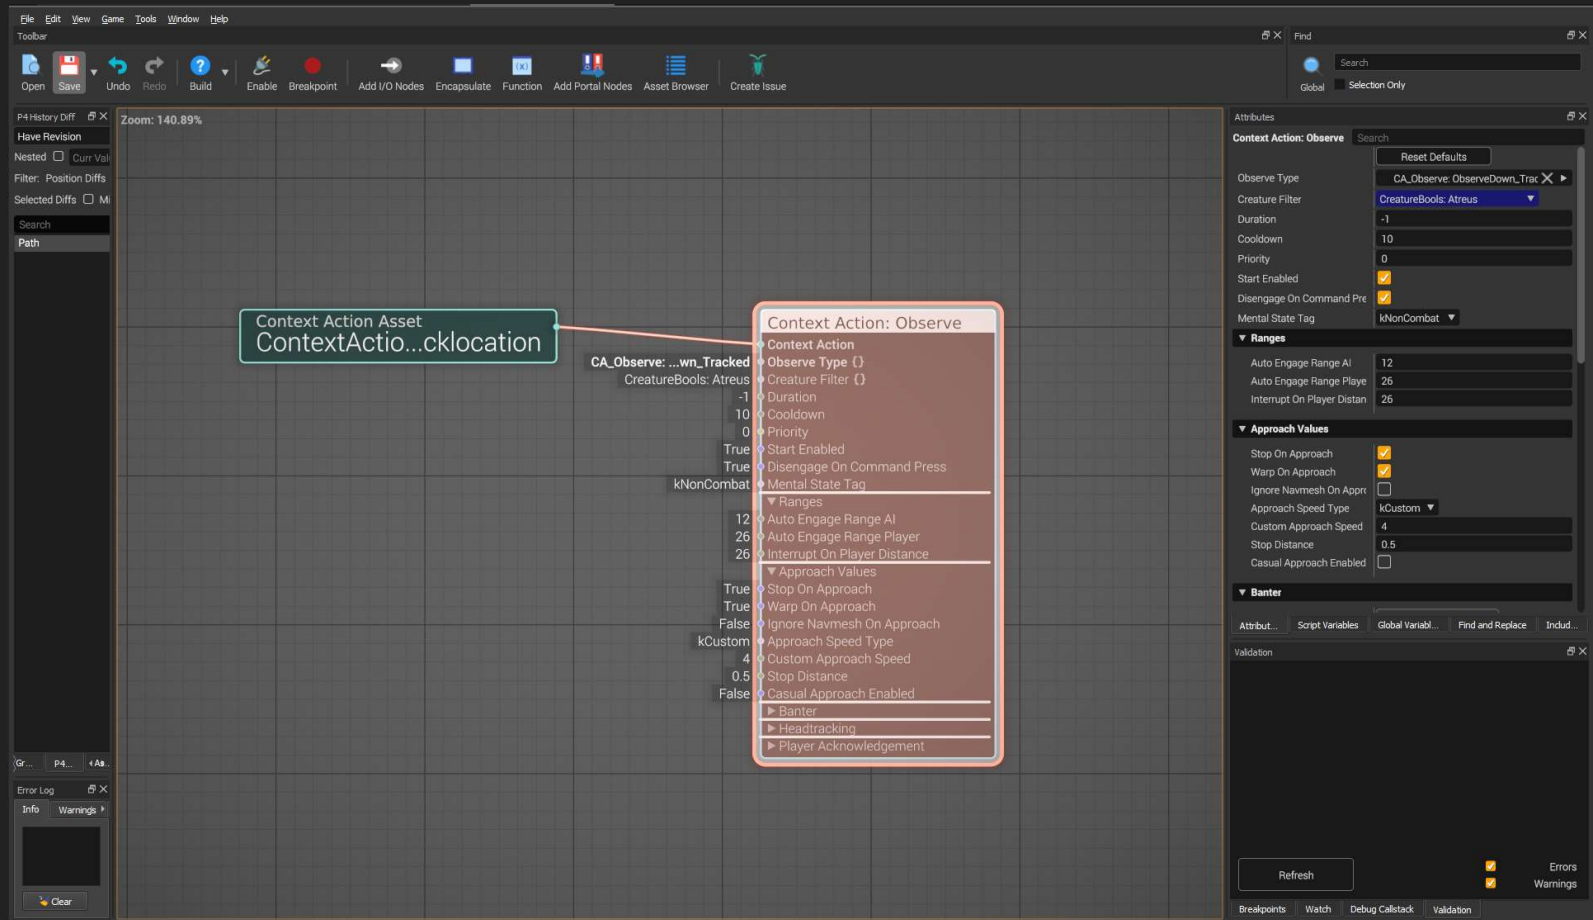 File Edit View Game Tools Window Help
Toolbar
Find
Open Save Undo Redo Build Enable Breakpoint Add I/O Nodes Encapsulate Function Add Portal Nodes Asset Browser Create Issue
Search
Global Selection Only
P4 History Diff
Have Revision
Nested Curr Val
Filter: Position Diffs
Selected Diffs Mi
Search
Path
Gr... P4... As..
Error Log
Info Warnings
Clear
Zoom: 140.89%
Context Action Asset
ContextActio...cklocation
Context Action: Observe
Context Action
CA_Observe: ...wn_Tracked Observe Type {}
CreatureBools: Atreus Creature Filter {}
-1 Duration
10 Cooldown
0 Priority
True Start Enabled
True Disengage On Command Press
kNonCombat Mental State Tag
Ranges
12 Auto Engage Range AI
26 Auto Engage Range Player
26 Interrupt On Player Distance
Approach Values
True Stop On Approach
True Warp On Approach
False Ignore Navmesh On Approach
kCustom Approach Speed Type
4 Custom Approach Speed
0.5 Stop Distance
False Casual Approach Enabled
Banter
Headtracking
Player Acknowledgement
Attributes
Context Action: Observe Search
Reset Defaults
Observe Type CA_Observe: ObserveDown_Trac
Creature Filter CreatureBools: Atreus
Duration -1
Cooldown 10
Priority 0
Start Enabled
Disengage On Command Pre
Mental State Tag kNonCombat
Ranges
Auto Engage Range AI 12
Auto Engage Range Playe 26
Interrupt On Player Distan 26
Approach Values
Stop On Approach
Warp On Approach
Ignore Navmesh On Appro
Approach Speed Type kCustom
Custom Approach Speed 4
Stop Distance 0.5
Casual Approach Enabled
Banter
Attribut... Script Variables Global Variabl... Find and Replace Includ...
Validation
Refresh
Errors
Warnings
Breakpoints Watch Debug Callstack Validation